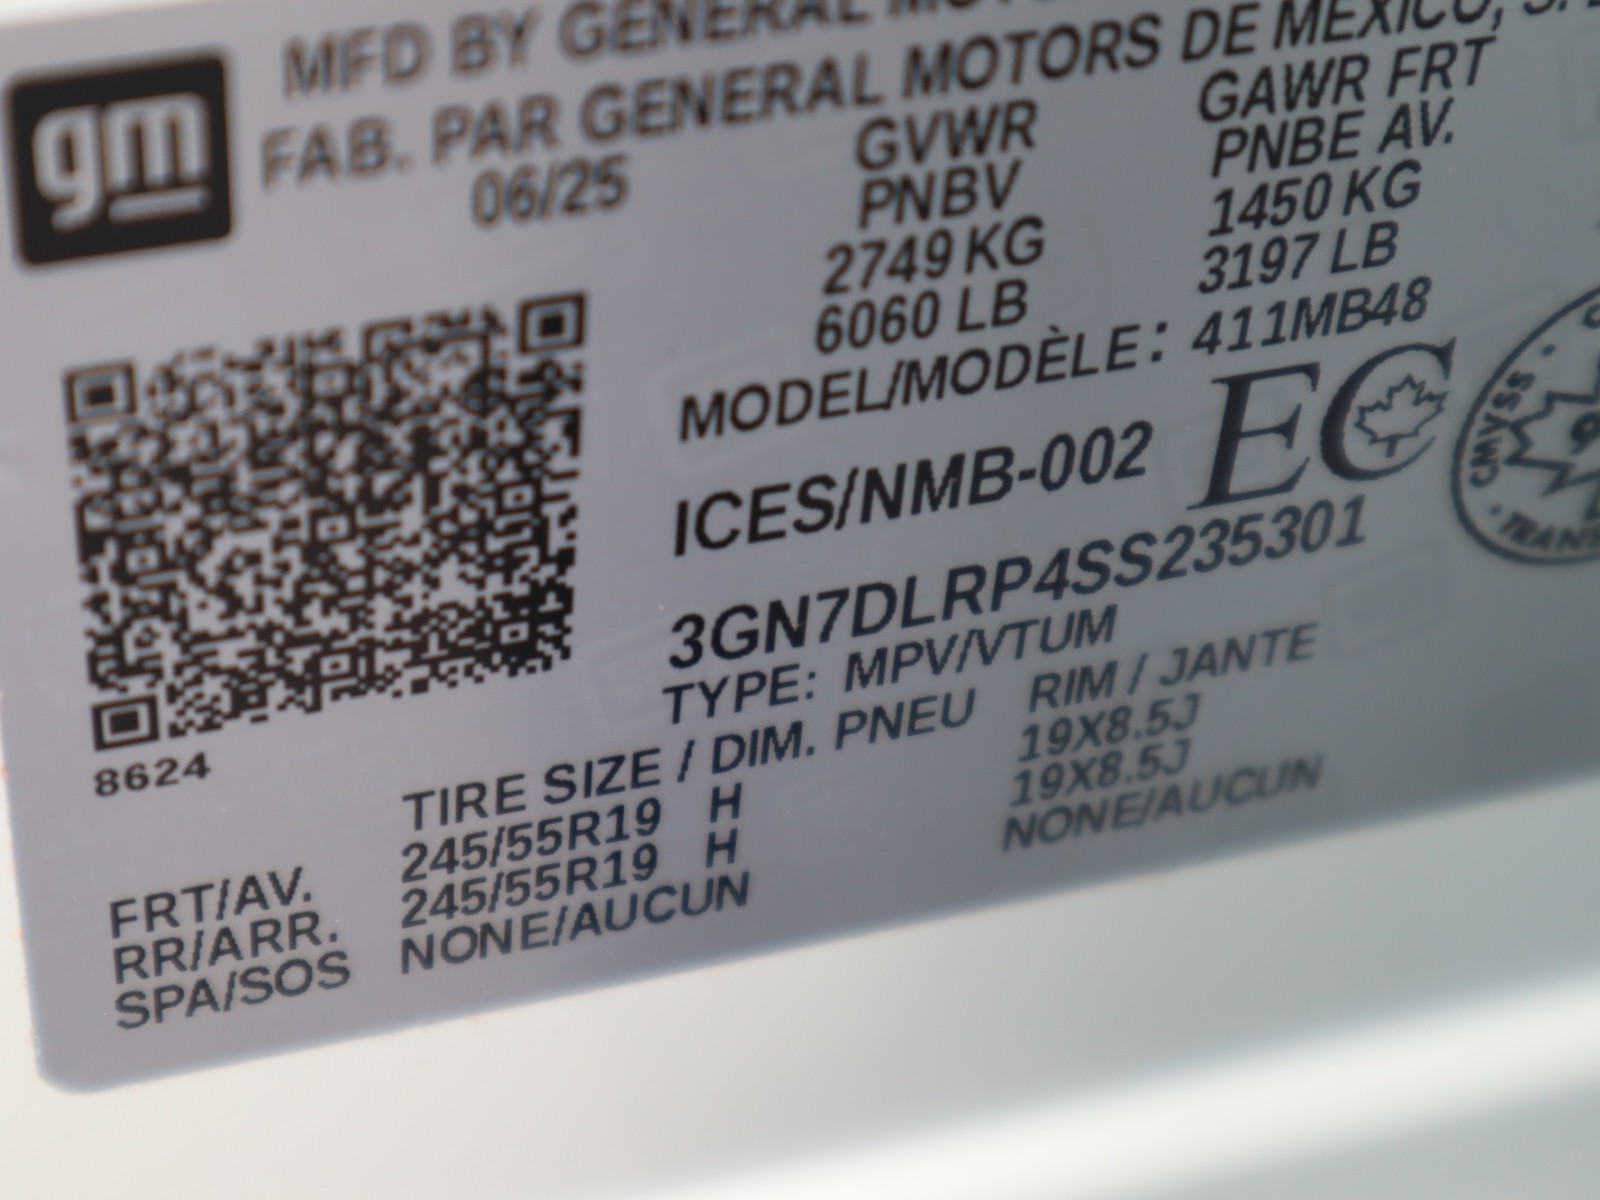 gm
MFD BY GENERAL
FAB. PAR GENERAL MOTORS DE MEXICO, S.
06/25
GVWR
PNBV
2749 KG
6060 LB
GAWR FRT
PNBE AV.
1450 KG
3197 LB
MODEL/MODÈLE: 411MB48
ICES/NMB-002 EC
CMVSS
TRANS
3GN7DLRP4SS235301
TYPE: MPV/VTUM
8624
TIRE SIZE / DIM. PNEU RIM / JANTE
FRT/AV. 245/55R19 H 19X8.5J
RR/ARR. 245/55R19 H 19X8.5J
SPA/SOS NONE/AUCUN NONE/AUCUN